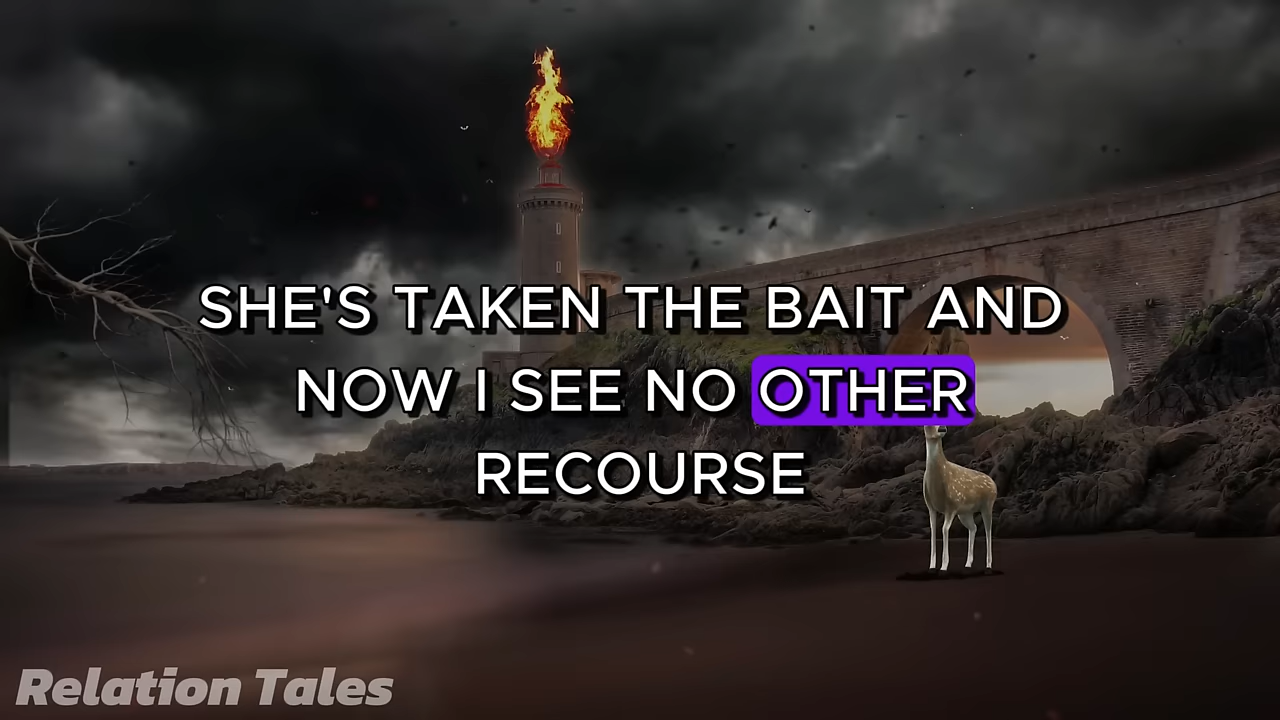 SHE'S TAKEN THE BAIT AND
NOW I SEE NO OTHER
RECOURSE
Relation Tales